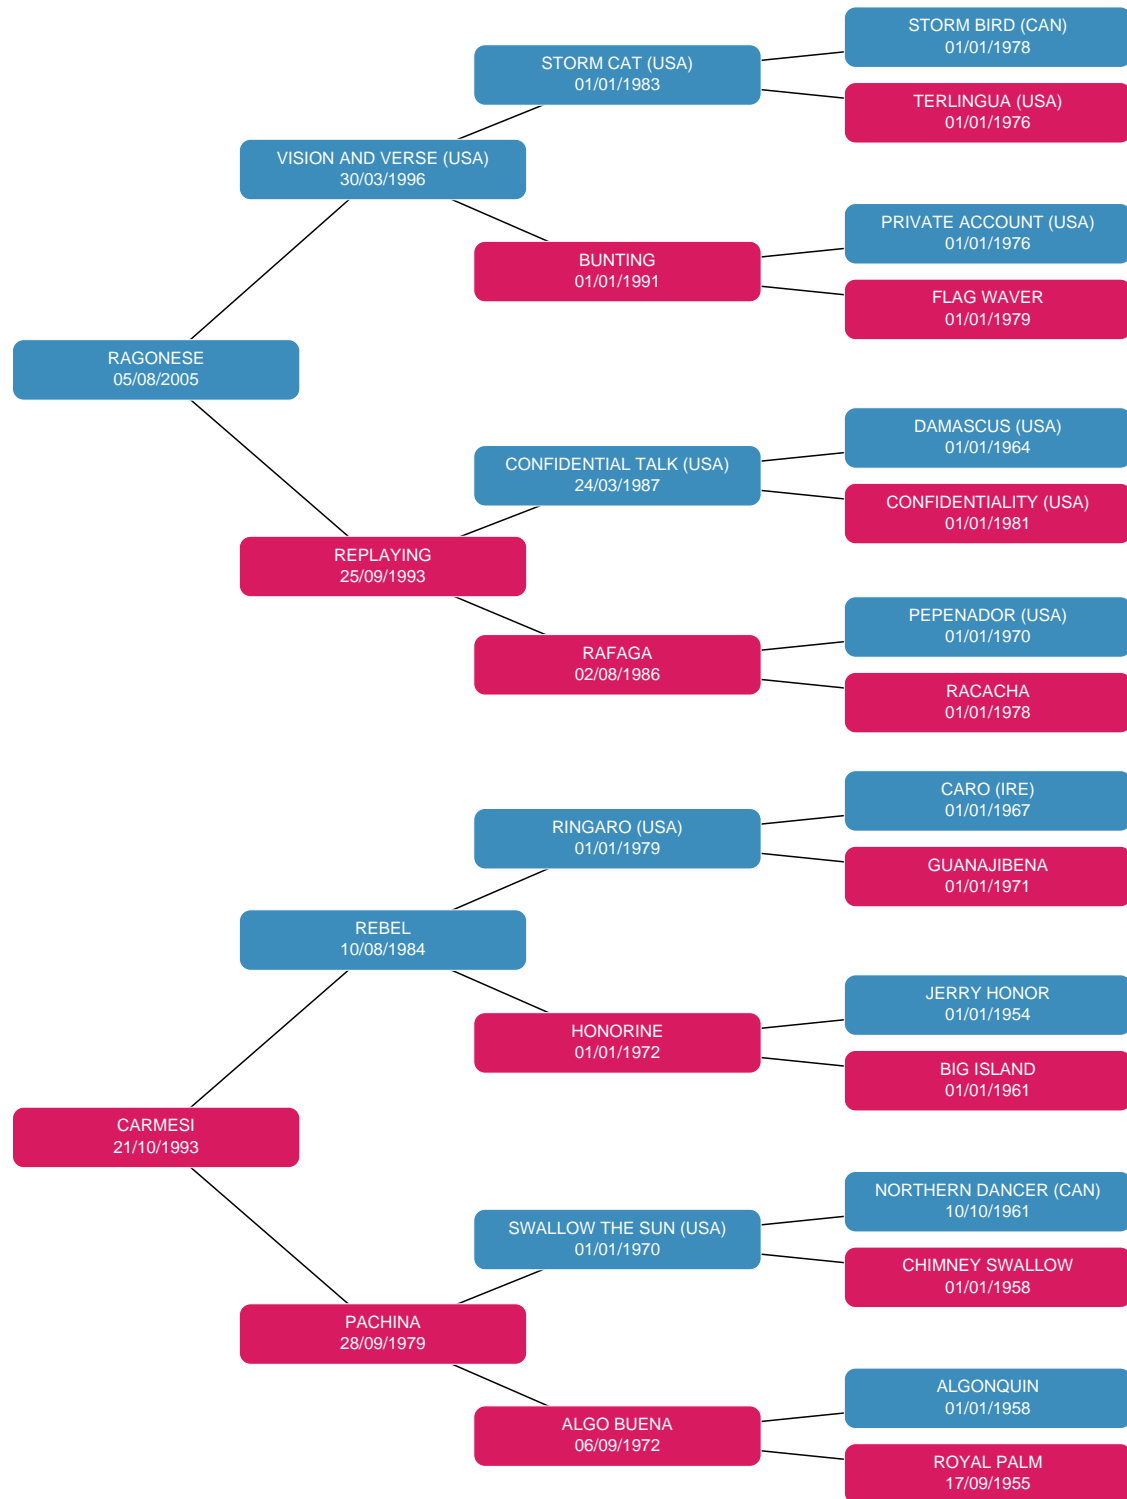 STORM BIRD (CAN)
01/01/1978
STORM CAT (USA)
01/01/1983
TERLINGUA (USA)
01/01/1976
VISION AND VERSE (USA)
30/03/1996
PRIVATE ACCOUNT (USA)
01/01/1976
BUNTING
01/01/1991
FLAG WAVER
01/01/1979
RAGONESE
05/08/2005
DAMASCUS (USA)
01/01/1964
CONFIDENTIAL TALK (USA)
24/03/1987
CONFIDENTIALITY (USA)
01/01/1981
REPLAYING
25/09/1993
PEPENADOR (USA)
01/01/1970
RAFAGA
02/08/1986
RACACHA
01/01/1978
CARO (IRE)
01/01/1967
RINGARO (USA)
01/01/1979
GUANAJIBENA
01/01/1971
REBEL
10/08/1984
JERRY HONOR
01/01/1954
HONORINE
01/01/1972
BIG ISLAND
01/01/1961
CARMESI
21/10/1993
NORTHERN DANCER (CAN)
10/10/1961
SWALLOW THE SUN (USA)
01/01/1970
CHIMNEY SWALLOW
01/01/1958
PACHINA
28/09/1979
ALGONQUIN
01/01/1958
ALGO BUENA
06/09/1972
ROYAL PALM
17/09/1955